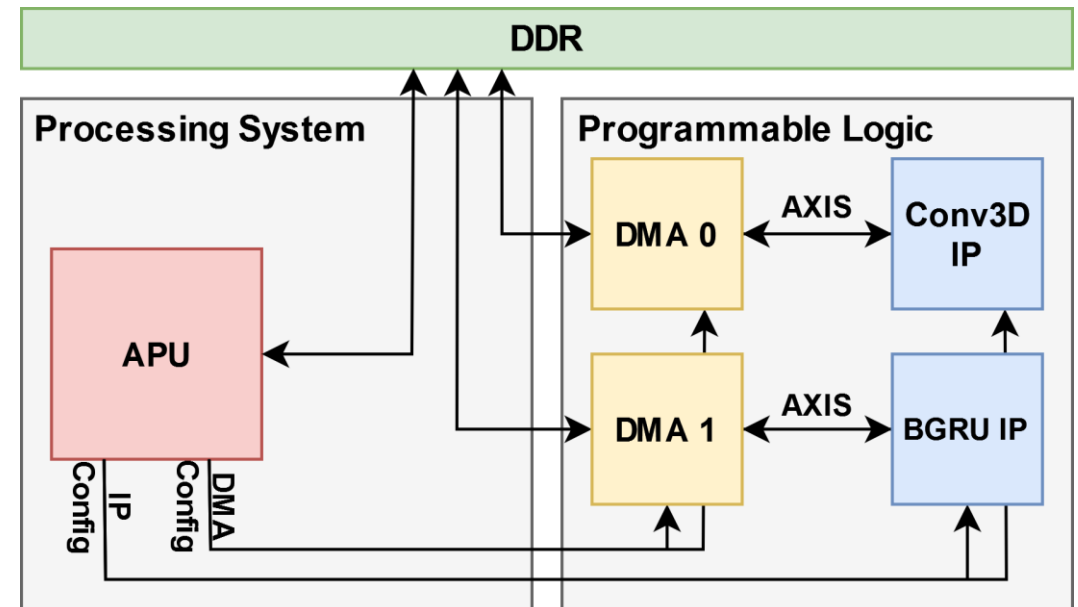 DDR
Processing System
Programmable Logic
DMA 0
AXIS
Conv3D
IP
APU
DMA 1
AXIS
BGRU IP
IP
Config
DMA
Config